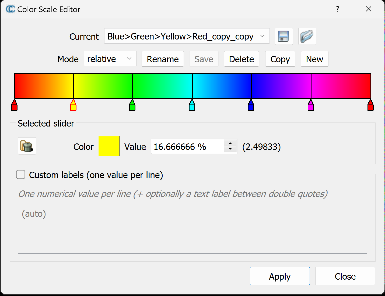 Color Scale Editor
?
Current Blue>Green>Yellow>Red_copy_copy
Mode relative Rename Save Delete Copy New
Selected slider
Color Value 16.666666 % (2.49833)
Custom labels (one value per line)
One numerical value per line (+ optionally a text label between double quotes)
(auto)
Apply Close